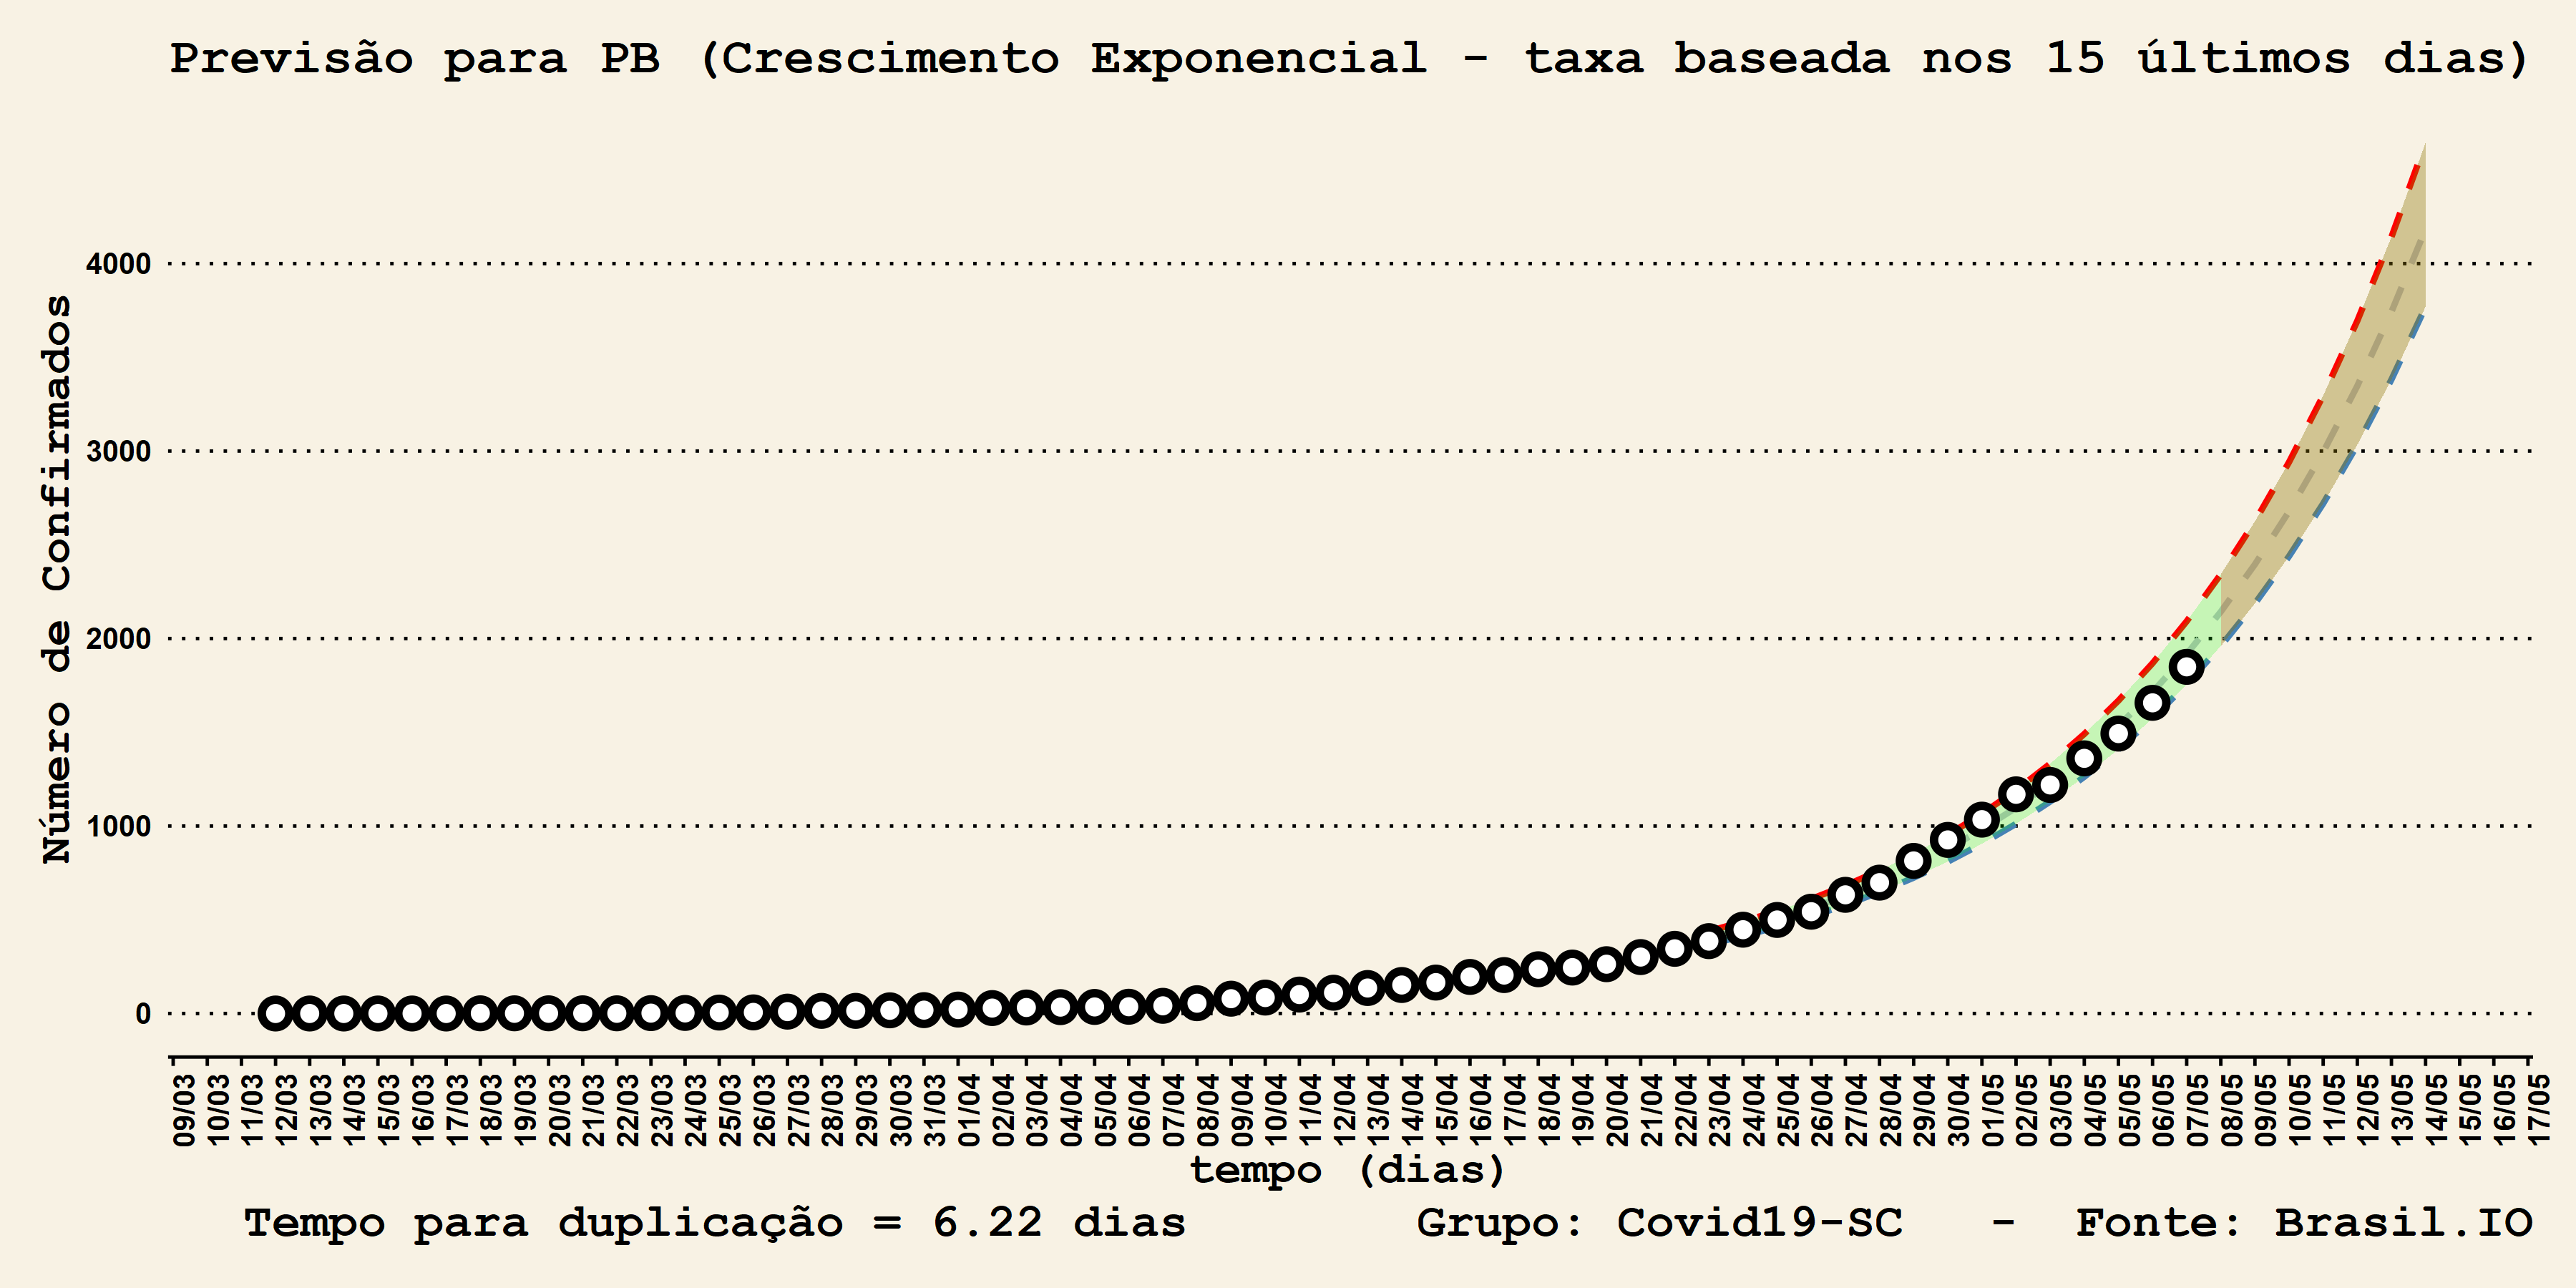 Previsão para PB (Crescimento Exponencial - taxa baseada nos 15 últimos dias)
Número de Confirmados
4000
3000
2000
1000
0
09/03 10/03 11/03 12/03 13/03 14/03 15/03 16/03 17/03 18/03 19/03 20/03 21/03 22/03 23/03 24/03 25/03 26/03 27/03 28/03 29/03 30/03 31/03 01/04 02/04 03/04 04/04 05/04 06/04 07/04 08/04 09/04 10/04 11/04 12/04 13/04 14/04 15/04 16/04 17/04 18/04 19/04 20/04 21/04 22/04 23/04 24/04 25/04 26/04 27/04 28/04 29/04 30/04 01/05 02/05 03/05 04/05 05/05 06/05 07/05 08/05 09/05 10/05 11/05 12/05 13/05 14/05 15/05 16/05 17/05
tempo (dias)
Tempo para duplicação = 6.22 dias Grupo: Covid19-SC - Fonte: Brasil.IO